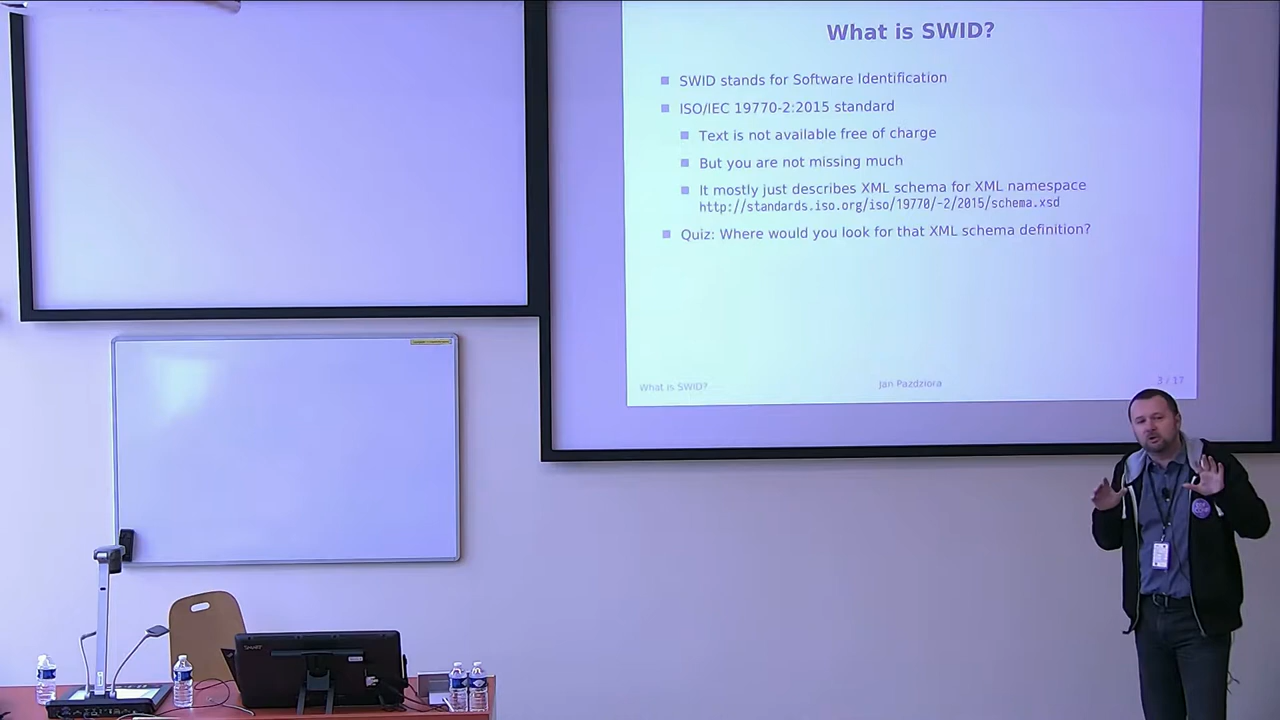 What is SWID?
SWID stands for Software Identification
ISO/IEC 19770-2:2015 standard
Text is not available free of charge
But you are not missing much
It mostly just describes XML schema for XML namespace
http://standards.iso.org/iso/19770/-2/2015/schema.xsd
Quiz: Where would you look for that XML schema definition?
What is SWID?
Jan Pazdziora
3 / 17